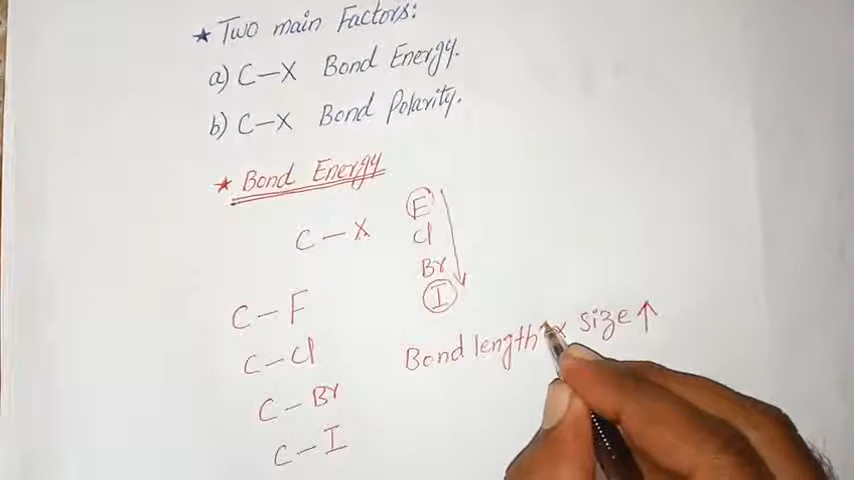 ★ Two main Factors:
a) C—X Bond Energy.
b) C—X Bond Polarity.
★ Bond Energy
C—X
F
Cl
Br
I
C—F
C—Cl
C—Br
C—I
Bond length ∝ size ↑